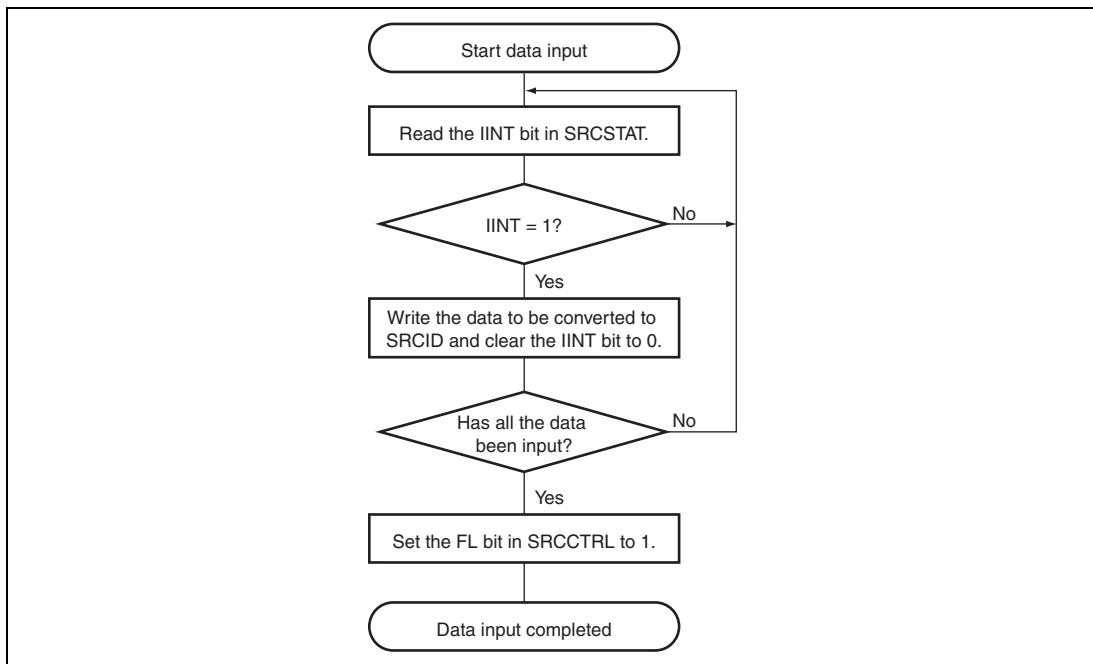 Start data input
Read the IINT bit in SRCSTAT.
IINT = 1?
No
Yes
Write the data to be converted to
SRCID and clear the IINT bit to 0.
Has all the data
been input?
No
Yes
Set the FL bit in SRCCTRL to 1.
Data input completed